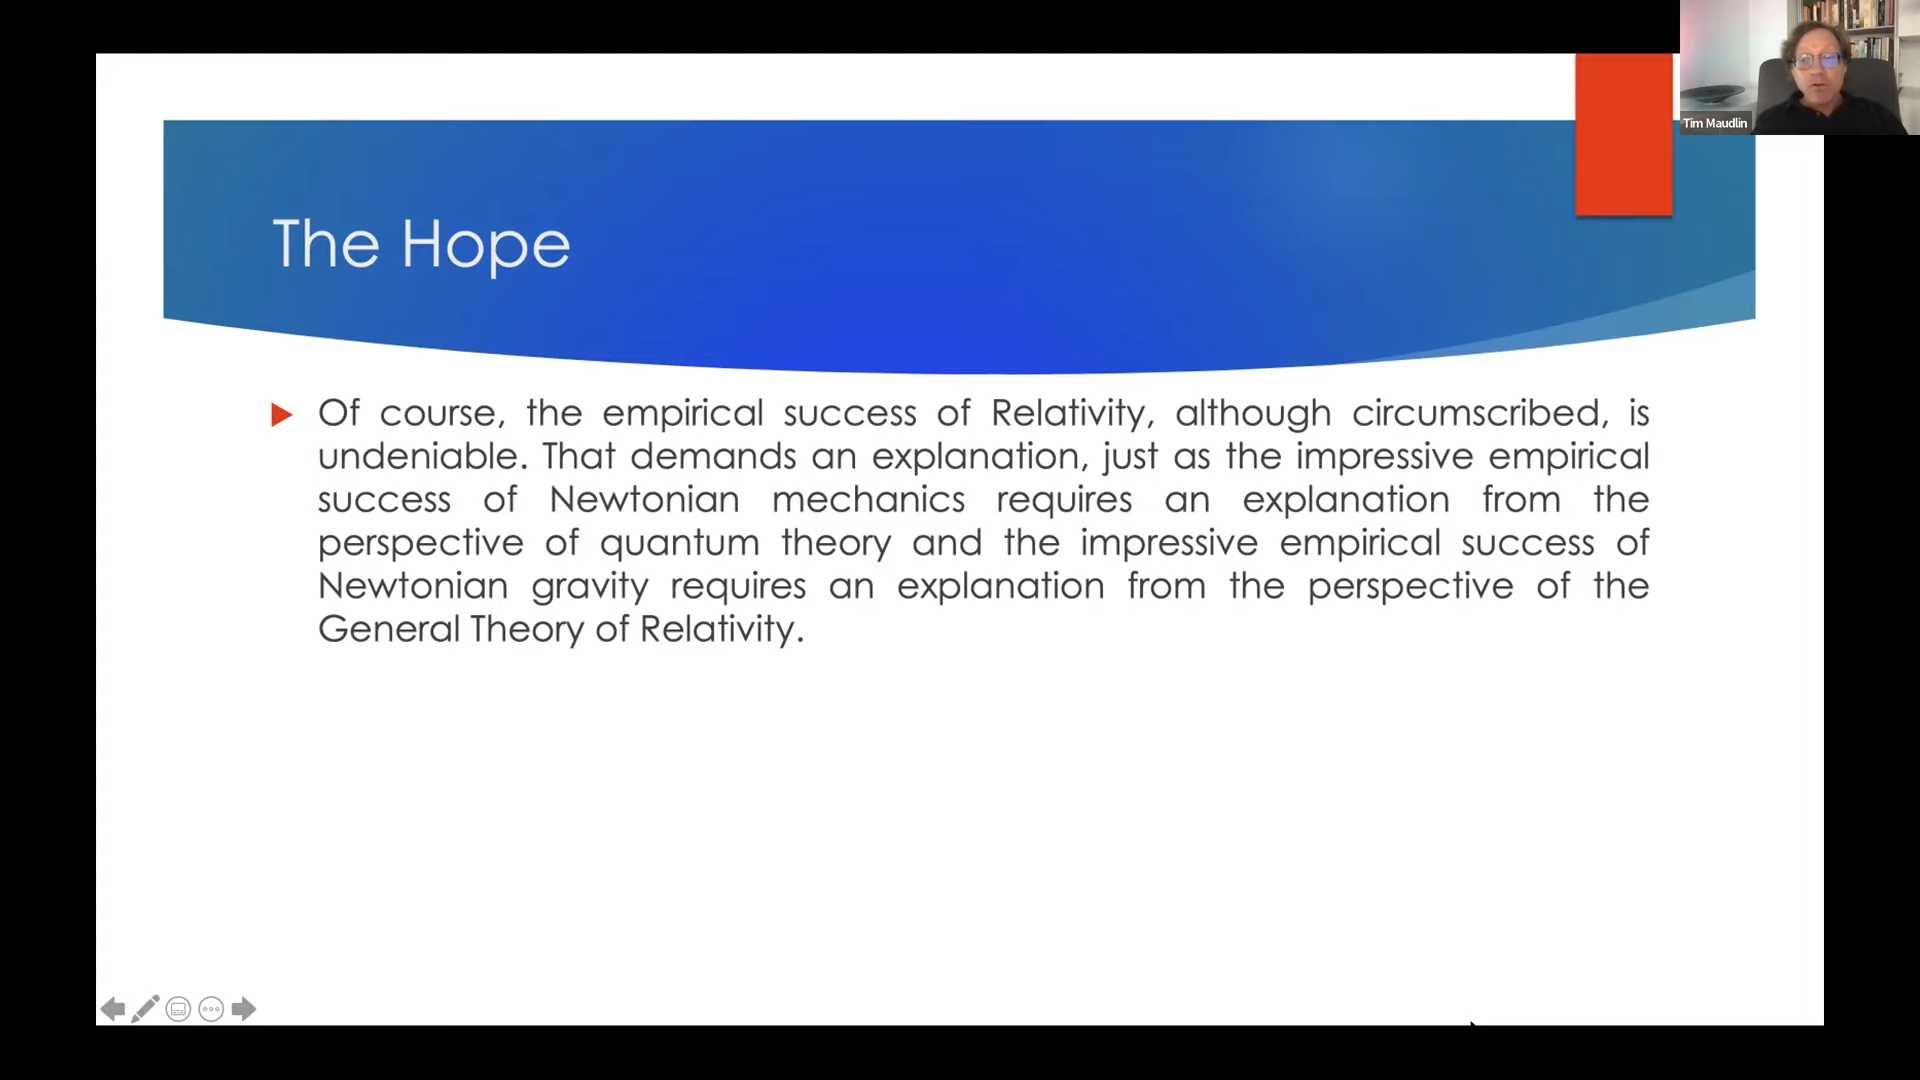 Tim Maudlin
The Hope
Of course, the empirical success of Relativity, although circumscribed, is
undeniable. That demands an explanation, just as the impressive empirical
success of Newtonian mechanics requires an explanation from the
perspective of quantum theory and the impressive empirical success of
Newtonian gravity requires an explanation from the perspective of the
General Theory of Relativity.